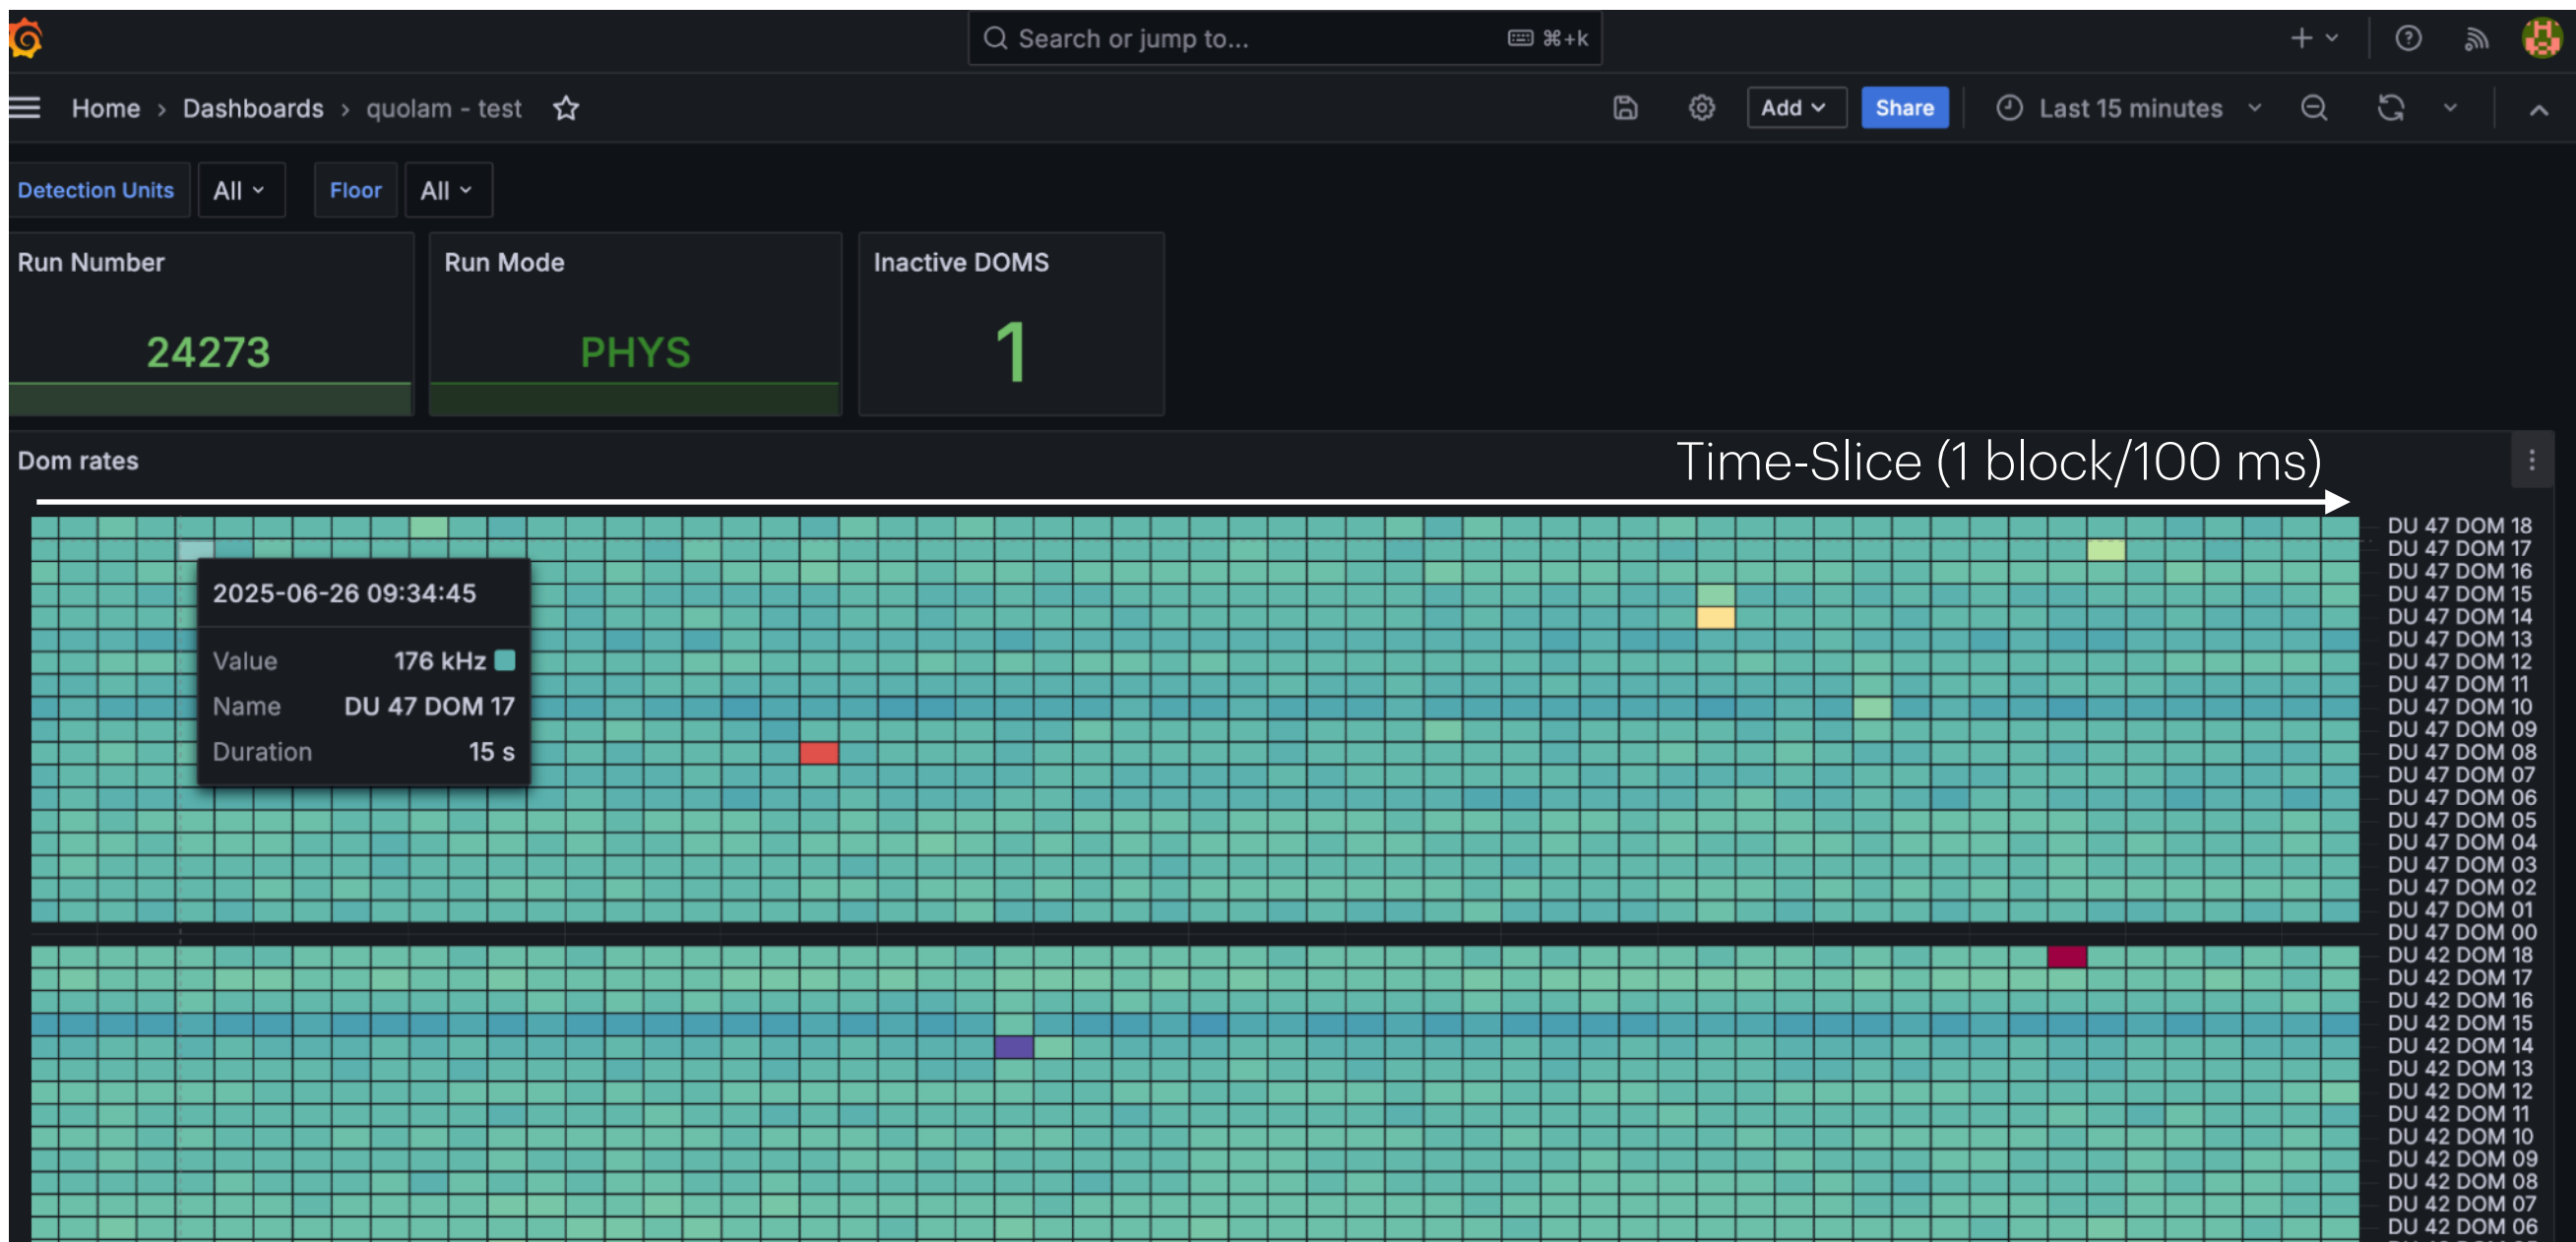 Search or jump to... ⌘+k
Home › Dashboards › quolam - test
Add
Share
Last 15 minutes
Detection Units All Floor All
Run Number
24273
Run Mode
PHYS
Inactive DOMS
1
Dom rates
Time-Slice (1 block/100 ms)
2025-06-26 09:34:45
Value 176 kHz
Name DU 47 DOM 17
Duration 15 s
DU 47 DOM 18
DU 47 DOM 17
DU 47 DOM 16
DU 47 DOM 15
DU 47 DOM 14
DU 47 DOM 13
DU 47 DOM 12
DU 47 DOM 11
DU 47 DOM 10
DU 47 DOM 09
DU 47 DOM 08
DU 47 DOM 07
DU 47 DOM 06
DU 47 DOM 05
DU 47 DOM 04
DU 47 DOM 03
DU 47 DOM 02
DU 47 DOM 01
DU 47 DOM 00
DU 42 DOM 18
DU 42 DOM 17
DU 42 DOM 16
DU 42 DOM 15
DU 42 DOM 14
DU 42 DOM 13
DU 42 DOM 12
DU 42 DOM 11
DU 42 DOM 10
DU 42 DOM 09
DU 42 DOM 08
DU 42 DOM 07
DU 42 DOM 06